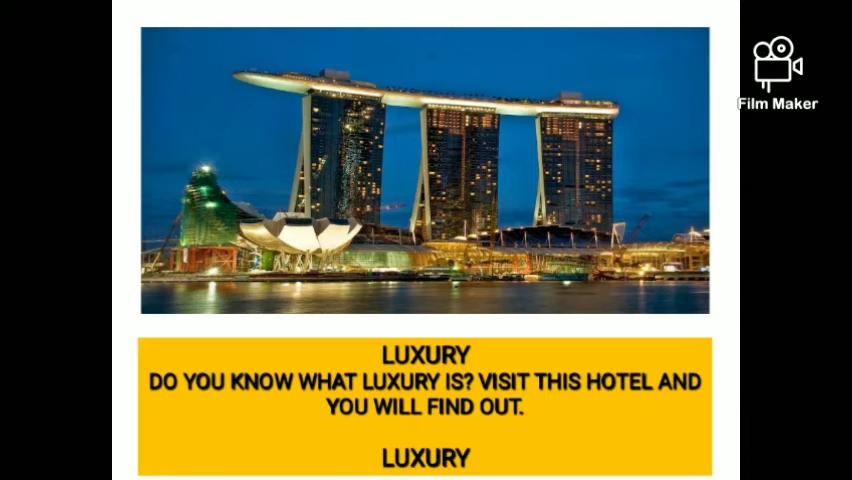 Film Maker
LUXURY
DO YOU KNOW WHAT LUXURY IS? VISIT THIS HOTEL AND
YOU WILL FIND OUT.
LUXURY